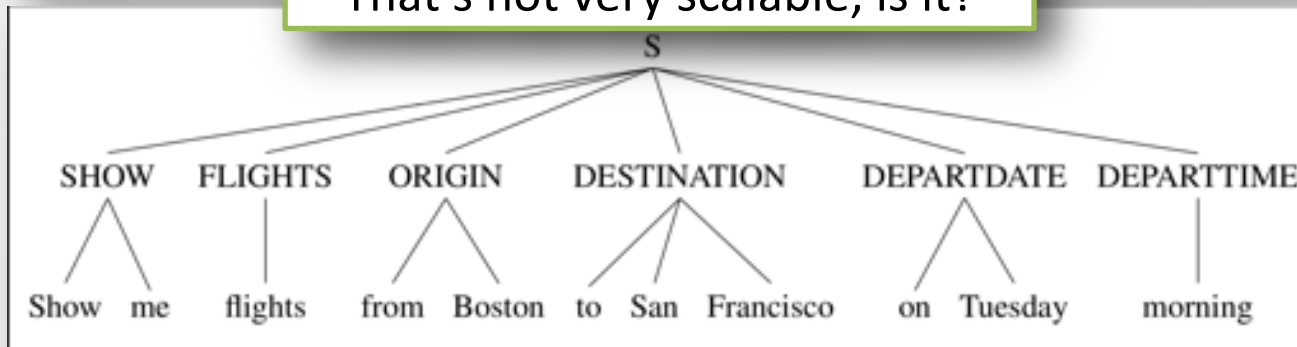 That's not very scalable, is it?
S
SHOW FLIGHTS ORIGIN DESTINATION DEPARTDATE DEPARTTIME
Show me flights from Boston to San Francisco on Tuesday morning